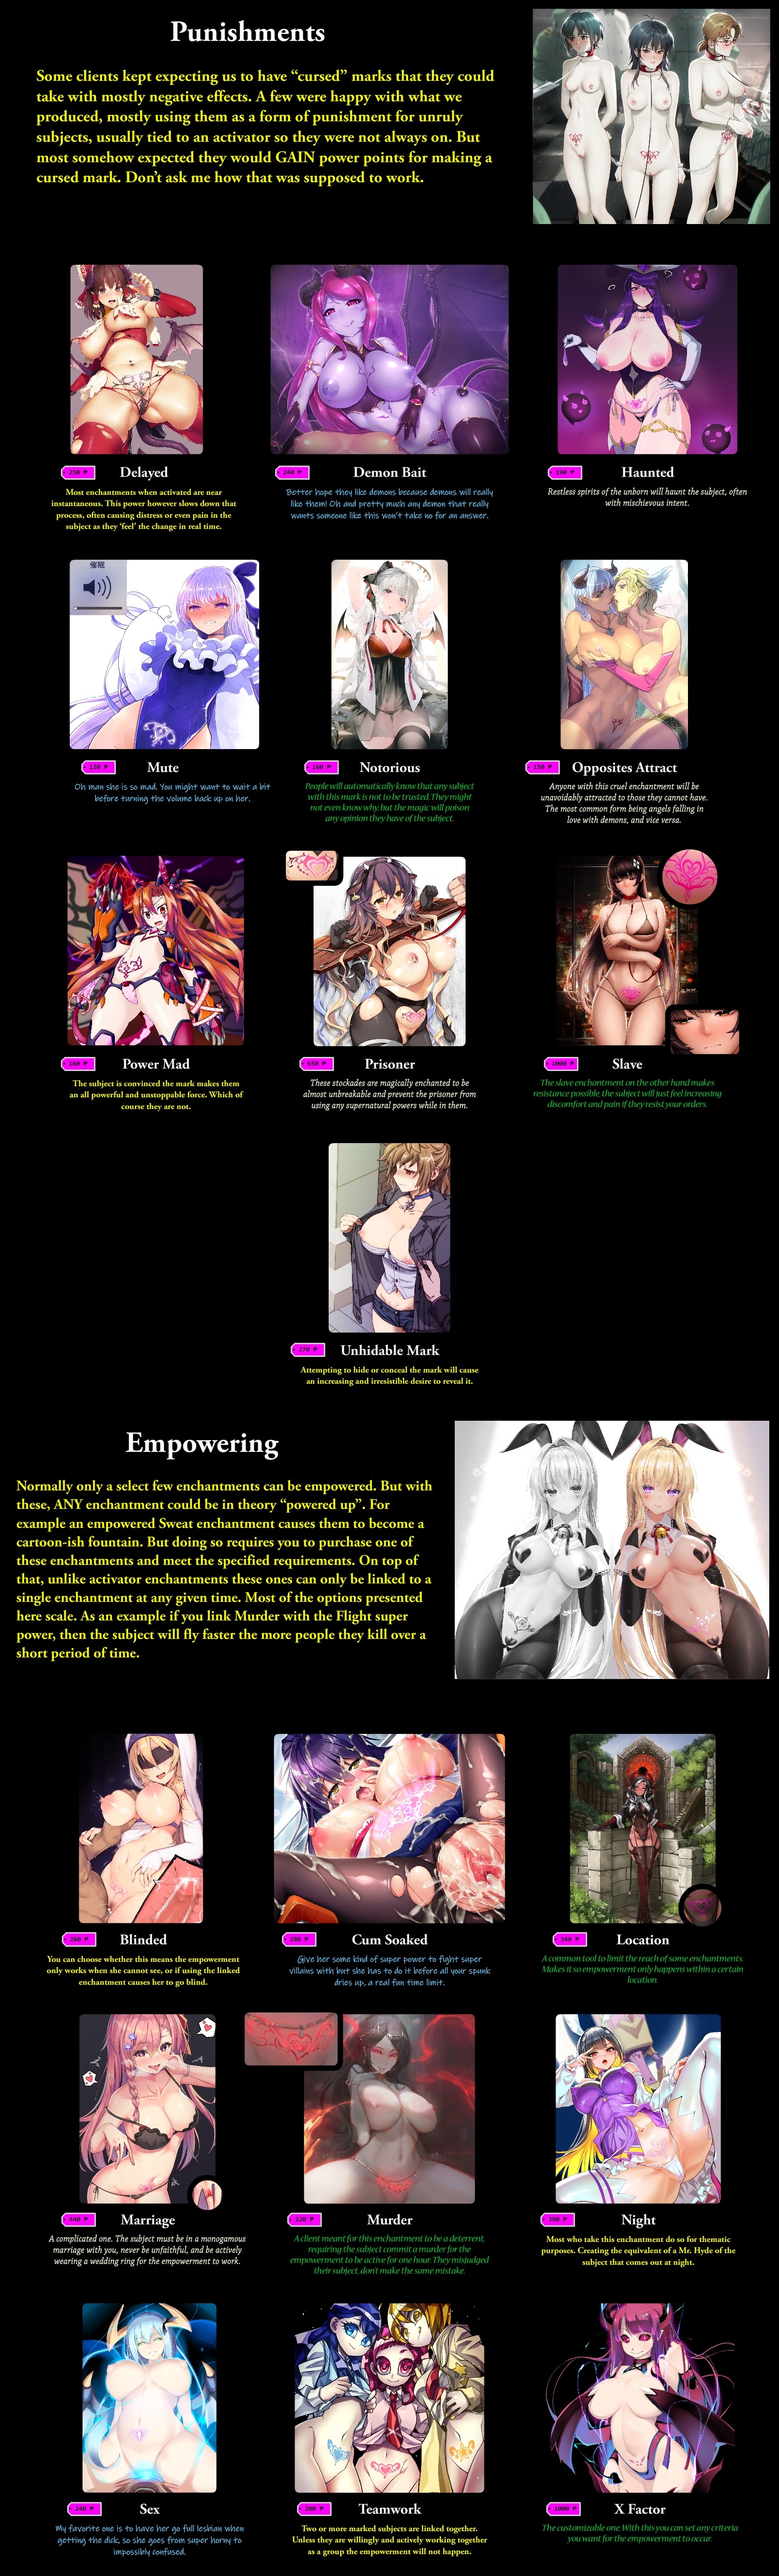 Punishments
Some clients kept expecting us to have “cursed” marks that they could
take with mostly negative effects. A few were happy with what we
produced, mostly using them as a form of punishment for unruly
subjects, usually tied to an activator so they were not always on. But
most somehow expected they would GAIN power points for making a
cursed mark. Don’t ask me how that was supposed to work.
250 P
Delayed
Most enchantments when activated are near
instantaneous. This power however slows down that
process, often causing distress or even pain in the
subject as they ‘feel’ the change in real time.
240 P
Demon Bait
Better hope they like demons because demons will really
like them! Oh and pretty much any demon that really
wants someone like this won’t take no for an answer.
Haunted
Restless spirits of the unborn will haunt the subject, often
with mischievous intent.
催眠
120 P
Mute
Oh man she is so mad. You might want to wait a bit
before turning the volume back up on her.
160 P
Notorious
People will automatically know that any subject
with this mark is not to be trusted. They might
not even know why, but the magic will poison
any opinion they have of the subject.
150 P
Opposites Attract
Anyone with this cruel enchantment will be
unavoidably attracted to those they cannot have.
The most common form being angels falling in
love with demons, and vice versa.
Power Mad
The subject is convinced the mark makes them
an all powerful and unstoppable force. Which of
course they are not.
Prisoner
These stockades are magically enchanted to be
almost unbreakable and prevent the prisoner from
using any supernatural powers while in them.
1000 P
Slave
The slave enchantment on the other hand makes
resistance possible, the subject will just feel increasing
discomfort and pain if they resist your orders.
270 P
Unhidable Mark
Attempting to hide or conceal the mark will cause
an increasing and irresistible desire to reveal it.
Empowering
Normally only a select few enchantments can be empowered. But with
these, ANY enchantment could be in theory “powered up”. For
example an empowered Sweat enchantment causes them to become a
cartoon-ish fountain. But doing so requires you to purchase one of
these enchantments and meet the specified requirements. On top of
that, unlike activator enchantments these ones can only be linked to a
single enchantment at any given time. Most of the options presented
here scale. As an example if you link Murder with the Flight super
power, then the subject will fly faster the more people they kill over a
short period of time.
260 P
Blinded
You can choose whether this means the empowerment
only works when she cannot see, or if using the linked
enchantment causes her to go blind.
280 P
Cum Soaked
Give her some kind of super power to fight super
villains with but she has to do it before all your spunk
dries up, a real fun time limit.
340 P
Location
A common tool to limit the reach of some enchantments.
Makes it so empowerment only happens within a certain
location.
440 P
Marriage
A complicated one. The subject must be in a monogamous
marriage with you, never be unfaithful, and be actively
wearing a wedding ring for the empowerment to work.
220 P
Murder
A client meant for this enchantment to be a deterrent,
requiring the subject commit a murder for the
empowerment to be active for one hour. They misjudged
their subject, don’t make the same mistake.
Night
Most who take this enchantment do so for thematic
purposes. Creating the equivalent of a Mr. Hyde of the
subject that comes out at night.
240 P
Sex
My favorite one is to have her go full lesbian when
getting the dick, so she goes from super horny to
impossibly confused.
200 P
Teamwork
Two or more marked subjects are linked together.
Unless they are willingly and actively working together
as a group the empowerment will not happen.
1000 P
X Factor
The customizable one. With this you can set any criteria
you want for the empowerment to occur.